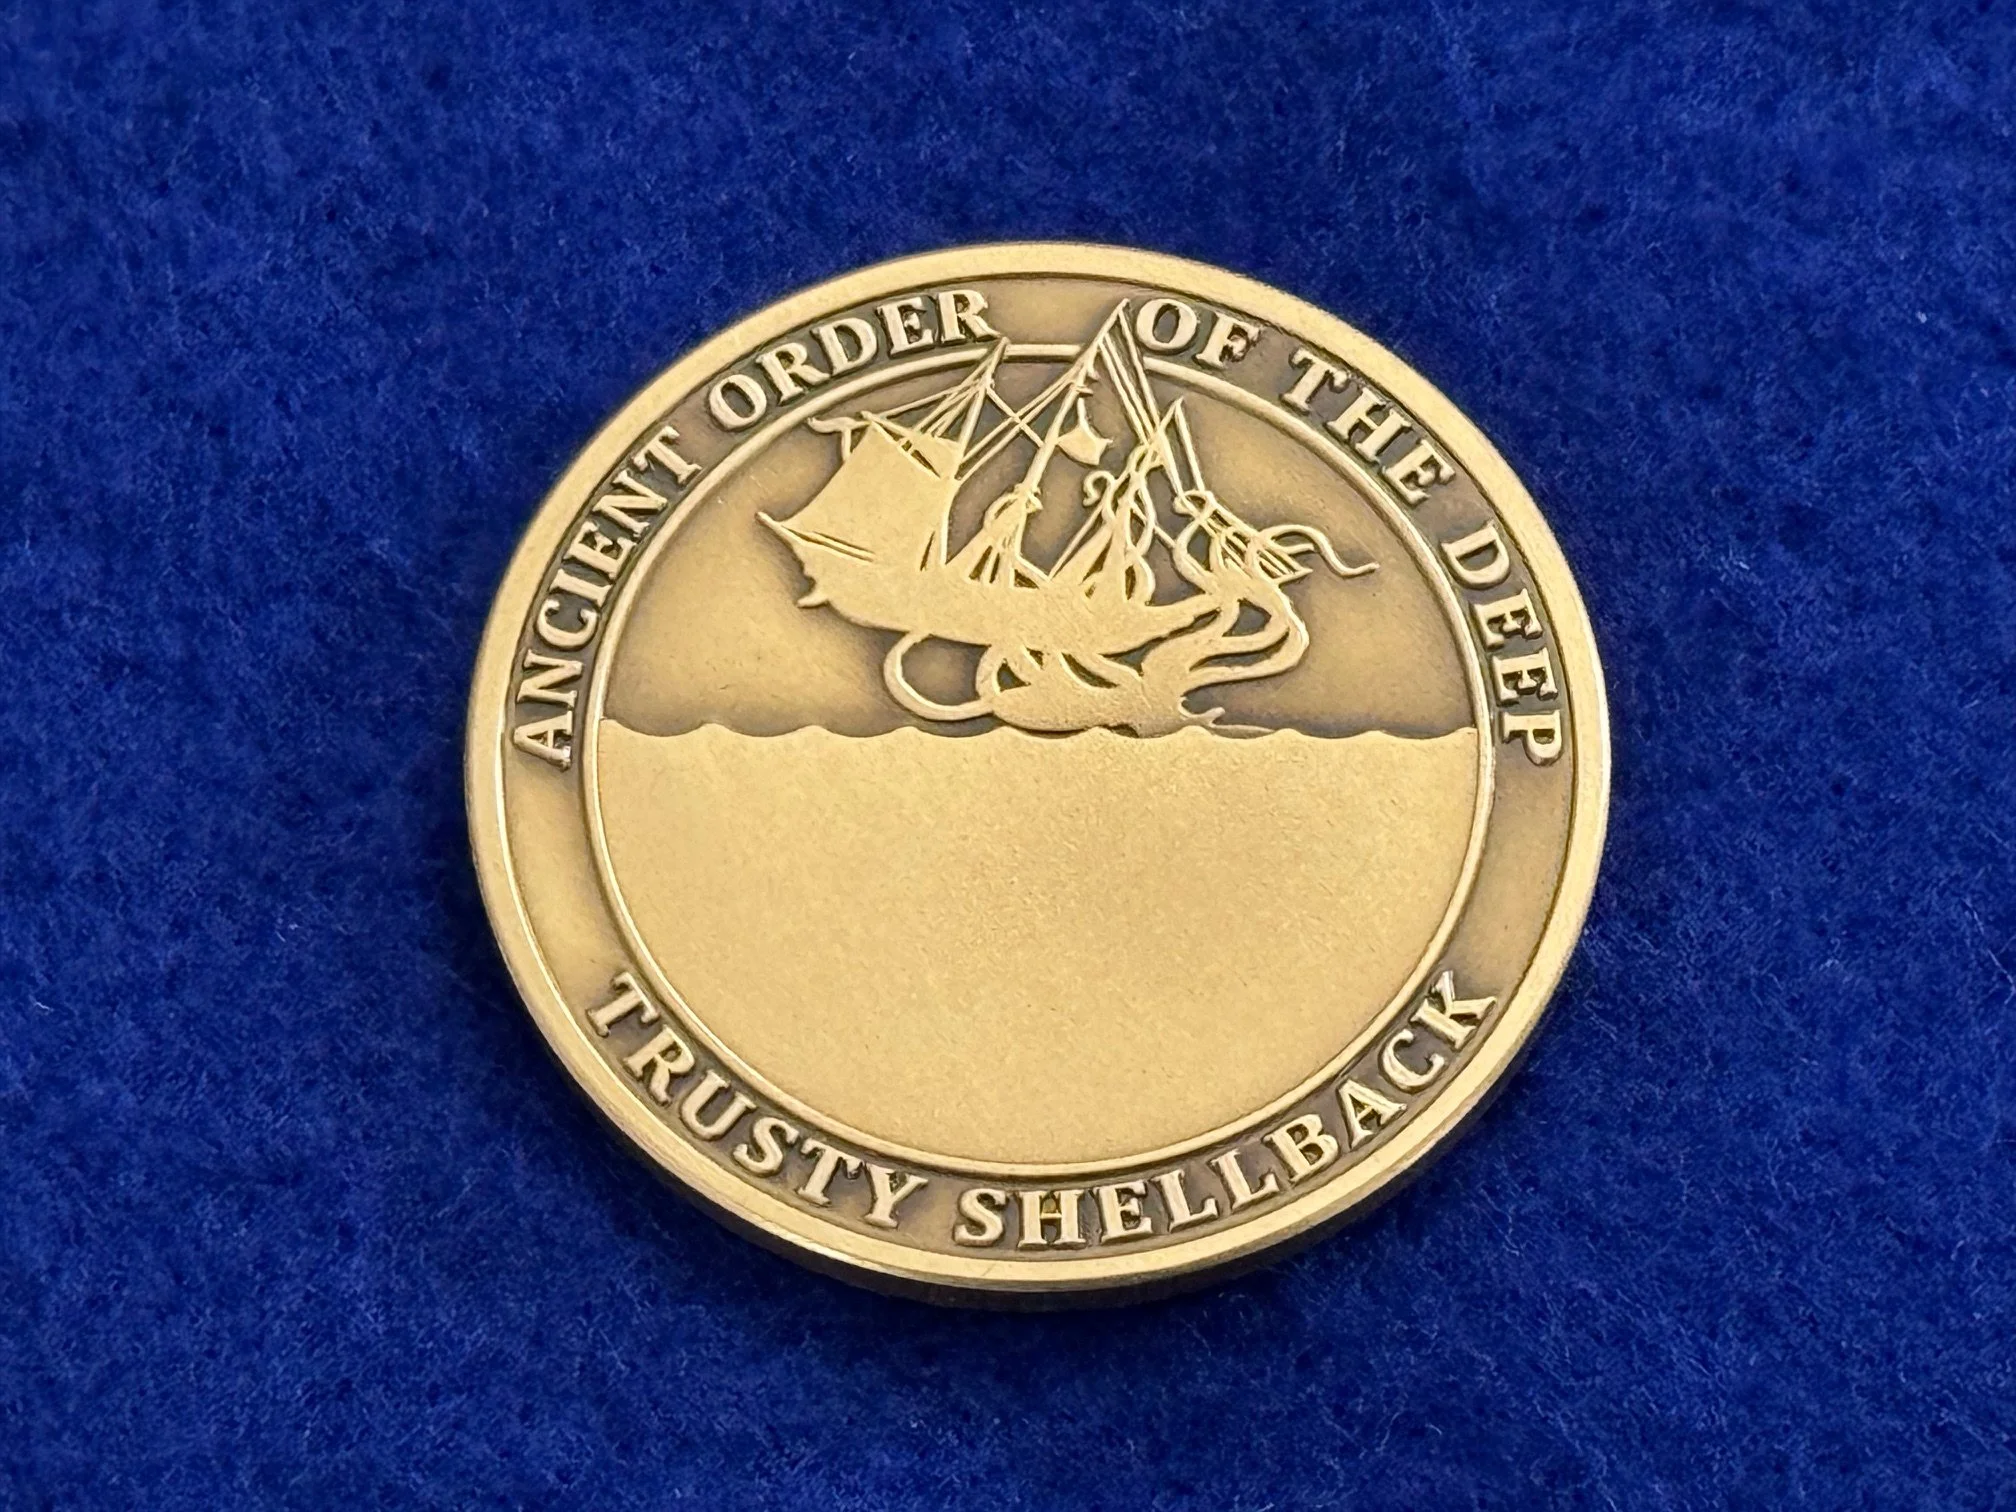 ANCIENT ORDER OF THE DEEP
TRUSTY SHELLBACK